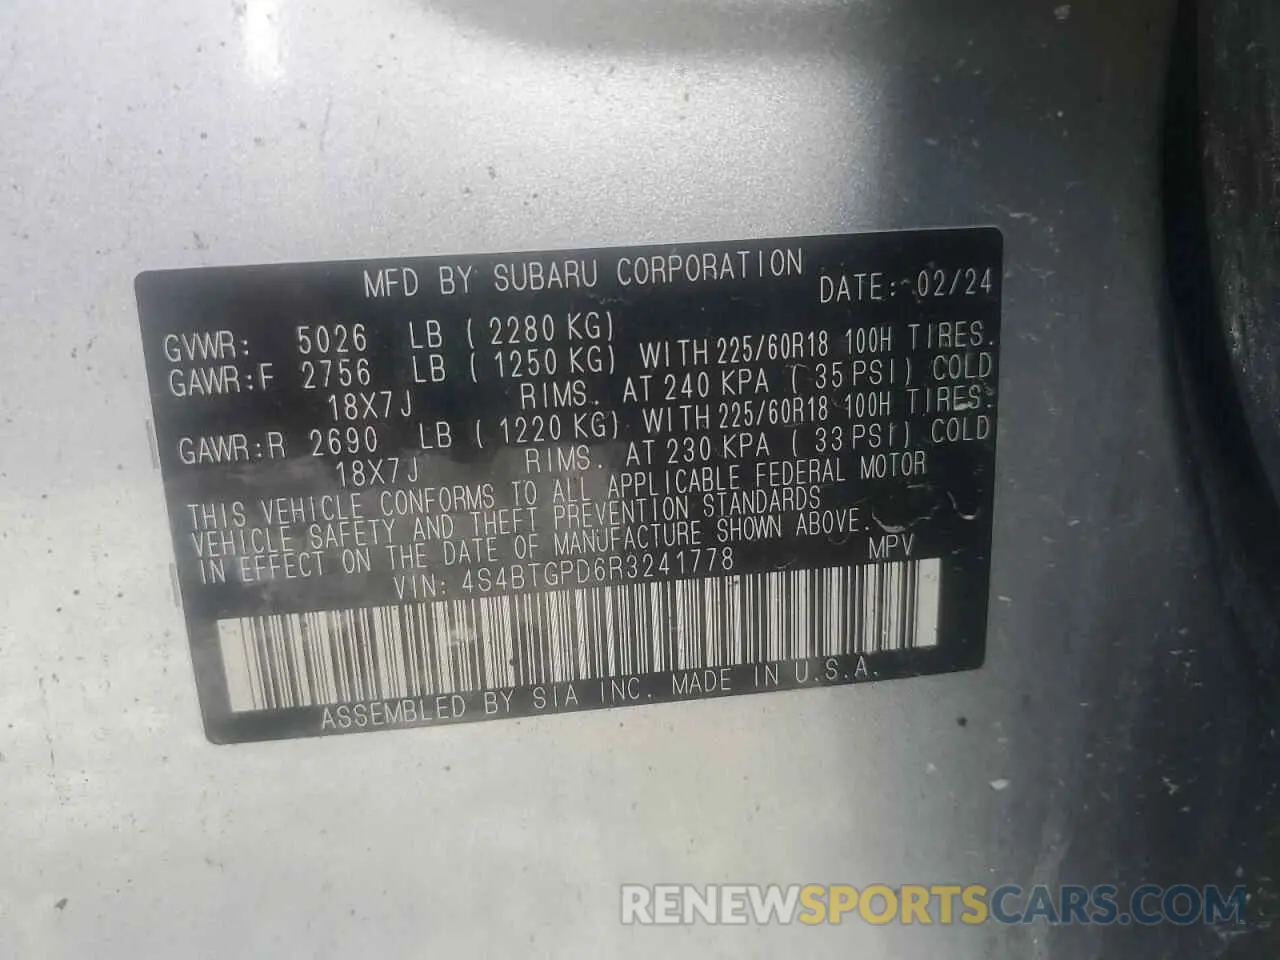 MFD BY SUBARU CORPORATION
DATE: 02/24
GVWR: 5026 LB ( 2280 KG)
GAWR:F 2756 LB ( 1250 KG) WITH 225/60R18 100H TIRES.
18X7J RIMS. AT 240 KPA ( 35 PSI) COLD
GAWR:R 2690 LB ( 1220 KG) WITH 225/60R18 100H TIRES.
18X7J RIMS. AT 230 KPA ( 33 PSI) COLD
THIS VEHICLE CONFORMS TO ALL APPLICABLE FEDERAL MOTOR
VEHICLE SAFETY AND THEFT PREVENTION STANDARDS
IN EFFECT ON THE DATE OF MANUFACTURE SHOWN ABOVE.
VIN: 4S4BTGPD6R3241778 MPV
ASSEMBLED BY SIA INC. MADE IN U.S.A.
RENEWSPORTSCARS.COM